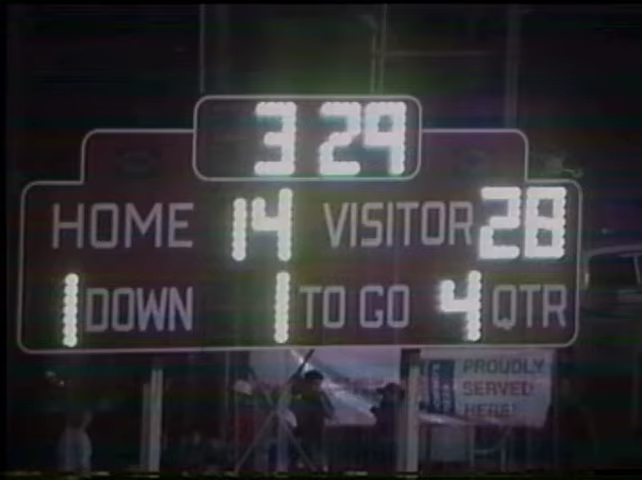 3 29
HOME 14 VISITOR 28
1 DOWN 1 TO GO 4 QTR
PROUDLY
SERVED
HERE!